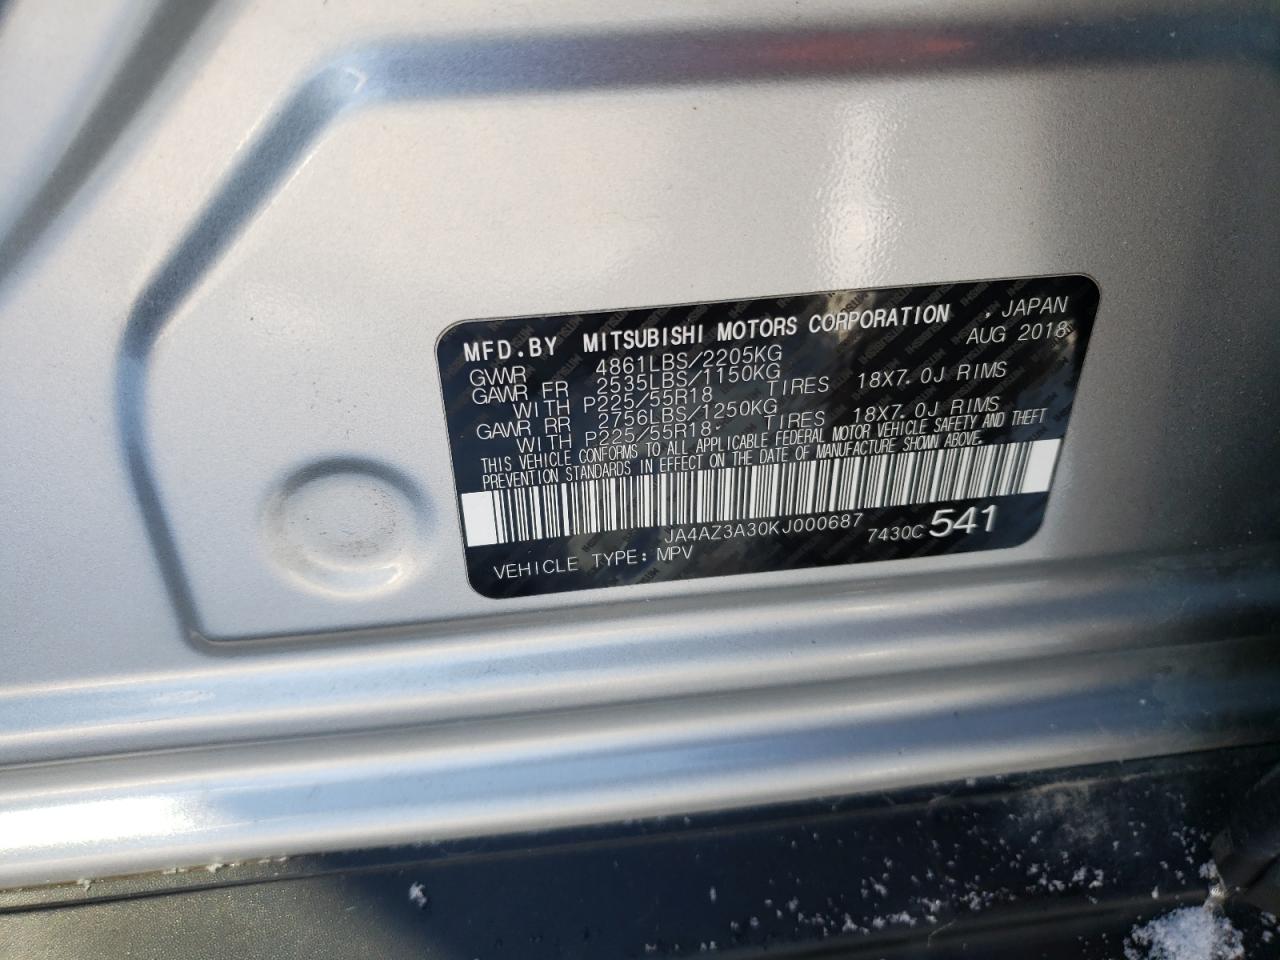 MFD.BY MITSUBISHI MOTORS CORPORATION , JAPAN
AUG 2018
GVWR 4861LBS/2205KG
GAWR FR 2535LBS/1150KG
WITH P225/55R18 TIRES 18X7.0J RIMS
GAWR RR 2756LBS/1250KG
WITH P225/55R18 TIRES 18X7.0J RIMS
THIS VEHICLE CONFORMS TO ALL APPLICABLE FEDERAL MOTOR VEHICLE SAFETY AND THEFT
PREVENTION STANDARDS IN EFFECT ON THE DATE OF MANUFACTURE SHOWN ABOVE.
JA4AZ3A30KJ000687
7430C 541
VEHICLE TYPE: MPV